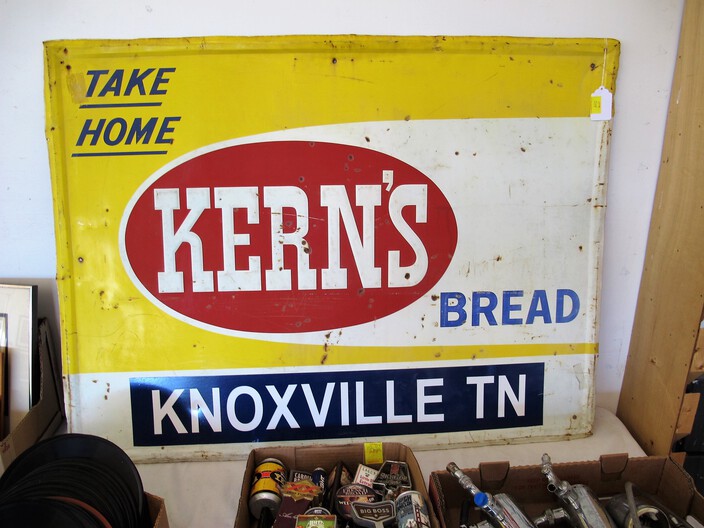 TAKE
HOME
KERN'S
BREAD
KNOXVILLE TN
BIG BOSS